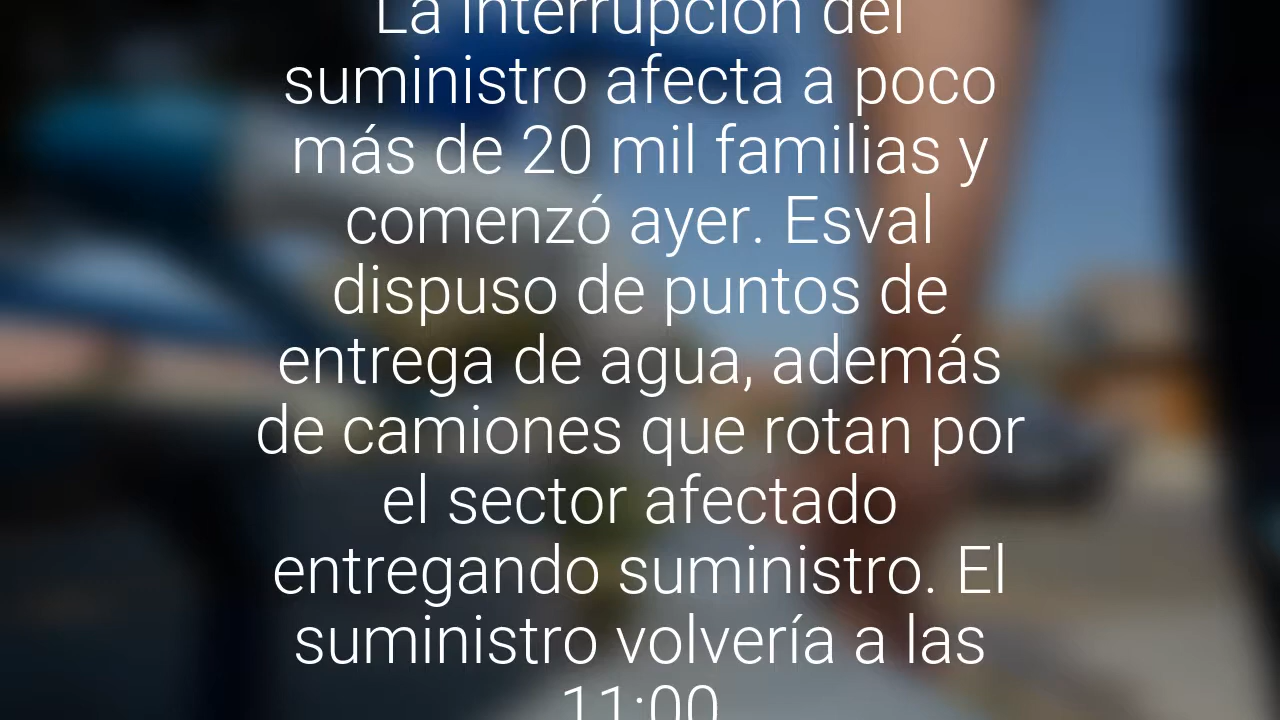 La interrupción del
suministro afecta a poco
más de 20 mil familias y
comenzó ayer. Esval
dispuso de puntos de
entrega de agua, además
de camiones que rotan por
el sector afectado
entregando suministro. El
suministro volvería a las
11:00